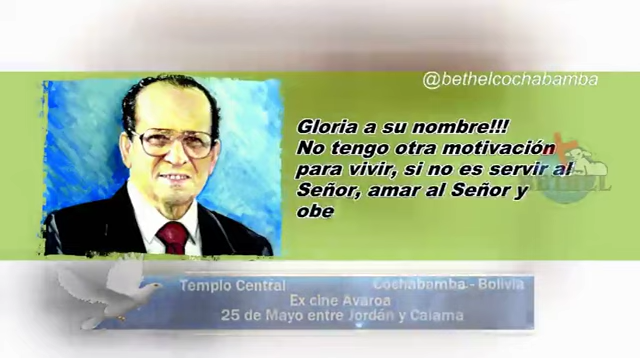 @bethelcochabamba
Gloria a su nombre!!!
No tengo otra motivación
para vivir, si no es servir al
Señor, amar al Señor y
obe
BETHEL
Templo Central
Cochabamba - Bolivia
Ex cine Avaroa
25 de Mayo entre Jordán y Calama